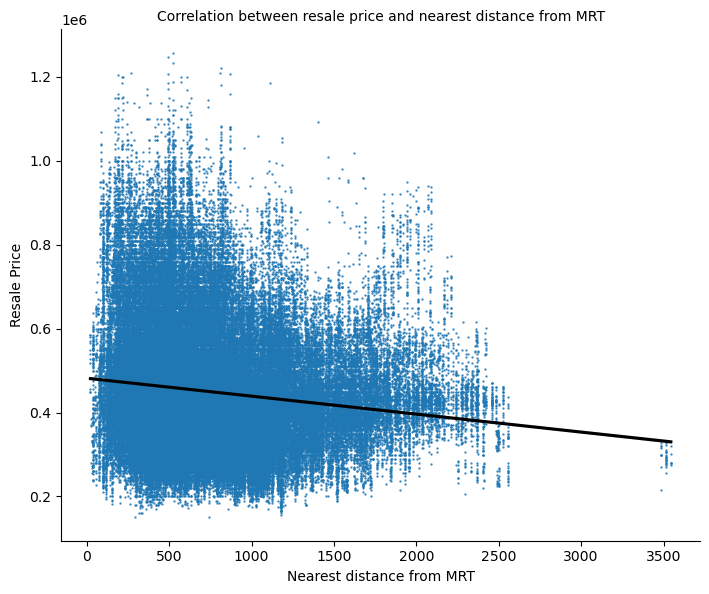 Correlation between resale price and nearest distance from MRT
1e6
1.2
1.0
0.8
0.6
0.4
0.2
Resale Price
0 500 1000 1500 2000 2500 3000 3500
Nearest distance from MRT